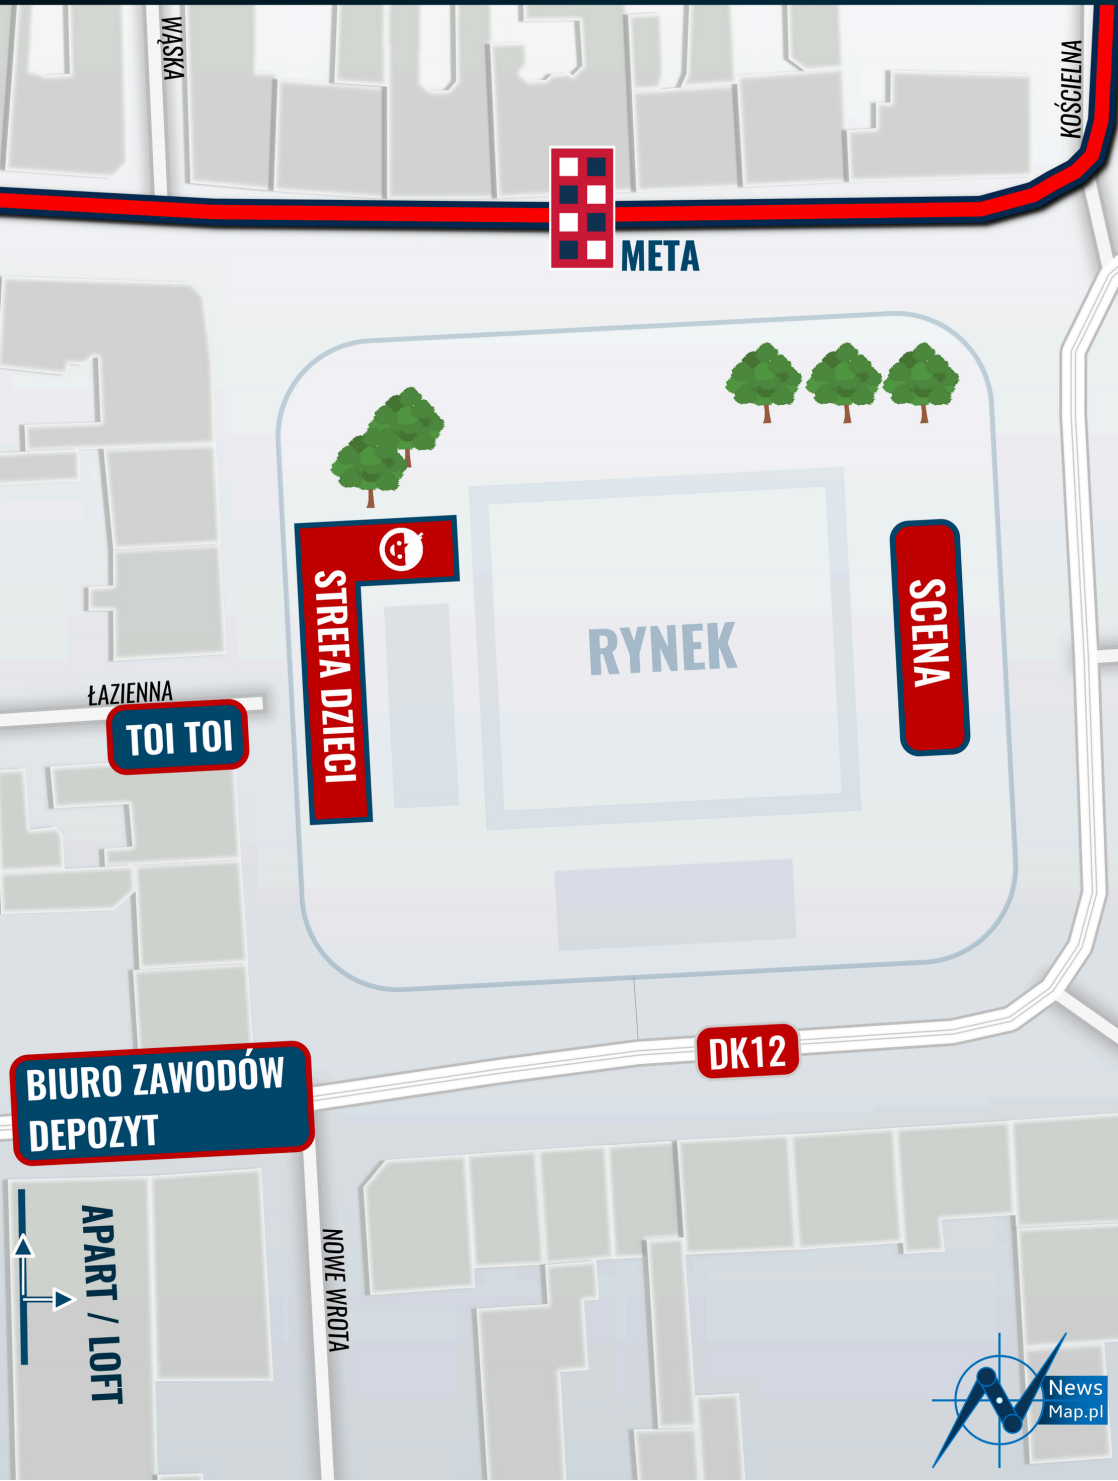 WĄSKA
KOŚCIELNA
META
RYNEK
STREFA DZIECI
SCENA
ŁAZIENNA
TOI TOI
DK12
BIURO ZAWODÓW
DEPOZYT
APART / LOFT
NOWE WROTA
News
Map.pl